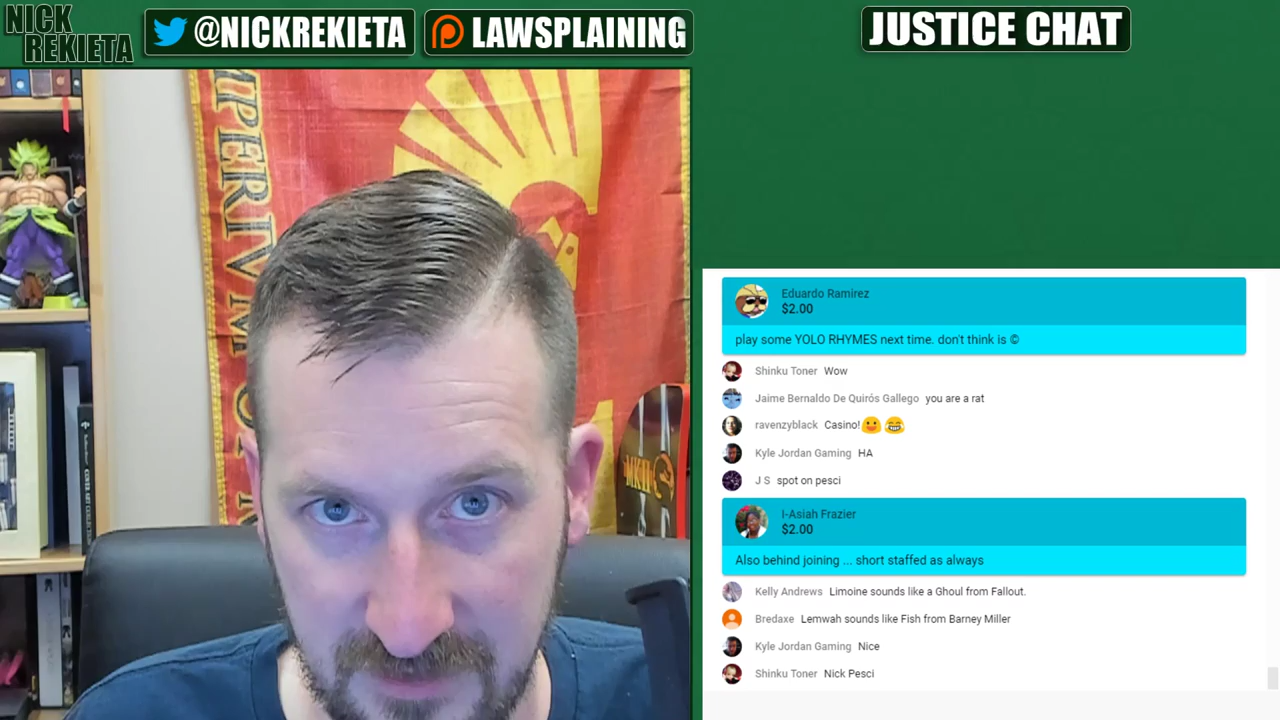 NICK
REKIETA
@NICKREKIETA
LAWSPLAINING
JUSTICE CHAT
MKII
Eduardo Ramirez
$2.00
play some YOLO RHYMES next time. don't think is ©
Shinku Toner Wow
Jaime Bernaldo De Quirós Gallego you are a rat
ravenzyblack Casino!😛😂
Kyle Jordan Gaming HA
J S spot on pesci
I-Asiah Frazier
$2.00
Also behind joining ... short staffed as always
Kelly Andrews Limoine sounds like a Ghoul from Fallout.
Bredaxe Lemwah sounds like Fish from Barney Miller
Kyle Jordan Gaming Nice
Shinku Toner Nick Pesci